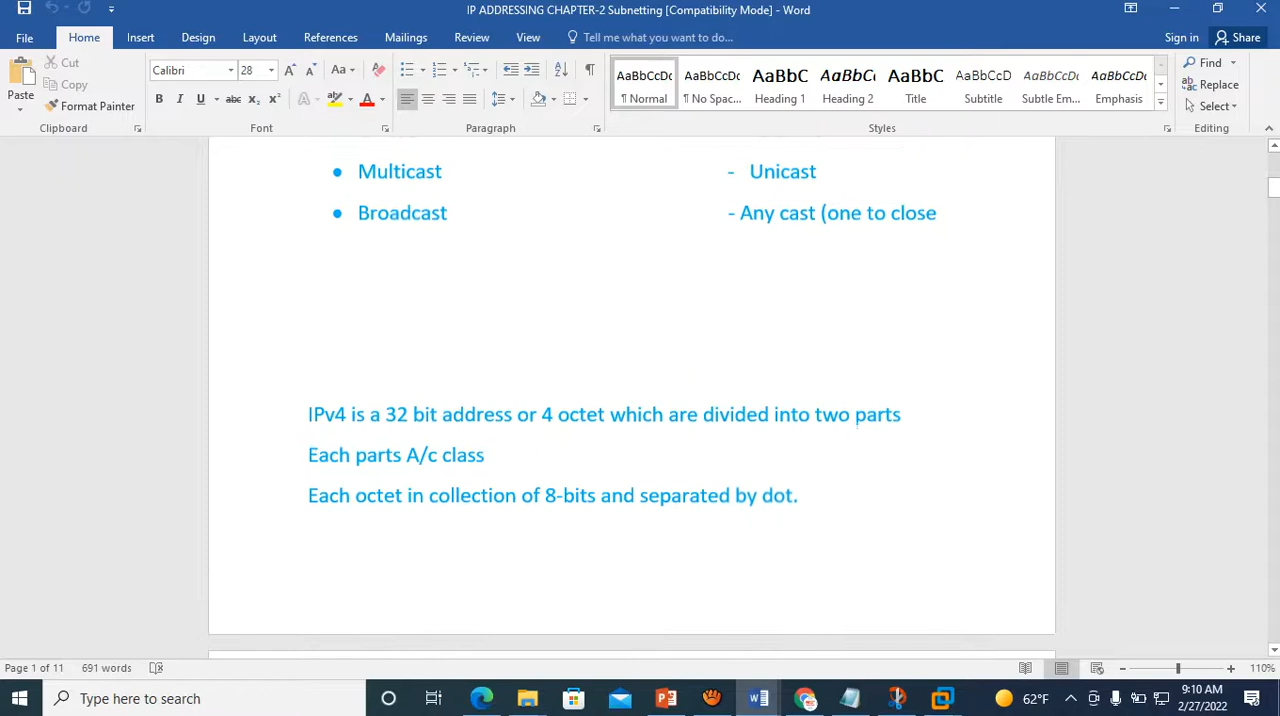 IP ADDRESSING CHAPTER-2 Subnetting [Compatibility Mode] - Word
File Home Insert Design Layout References Mailings Review View Tell me what you want to do... Sign in Share
Paste Cut Copy Format Painter
Calibri 28
AaBbCcDc AaBbCcDc AaBbC AaBbCc AaBbC AaBbCcD AaBbCcDc AaBbCcDc
¶ Normal ¶ No Spac... Heading 1 Heading 2 Title Subtitle Subtle Em... Emphasis
Find Replace Select
Clipboard Font Paragraph Styles Editing
• Multicast - Unicast
• Broadcast - Any cast (one to close
IPv4 is a 32 bit address or 4 octet which are divided into two parts
Each parts A/c class
Each octet in collection of 8-bits and separated by dot.
Page 1 of 11 691 words 110%
Type here to search 62°F 9:10 AM
2/27/2022